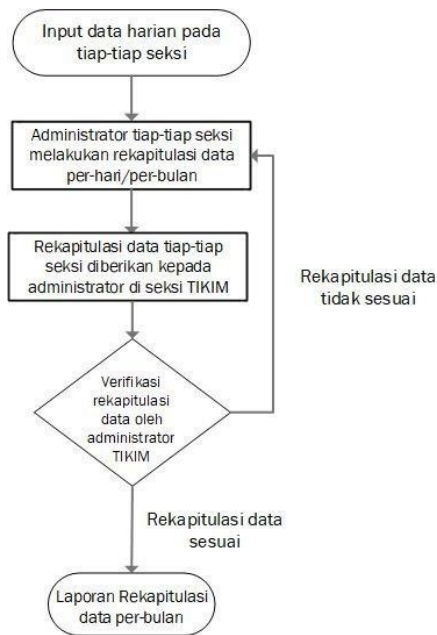 Input data harian pada
tiap-tiap seksi
Administrator tiap-tiap seksi
melakukan rekapitulasi data
per-hari/per-bulan
Rekapitulasi data tiap-tiap
seksi diberikan kepada
administrator di seksi TIKIM
Rekapitulasi data
tidak sesuai
Verifikasi
rekapitulasi
data oleh
administrator
TIKIM
Rekapitulasi data
sesuai
Laporan Rekapitulasi
data per-bulan